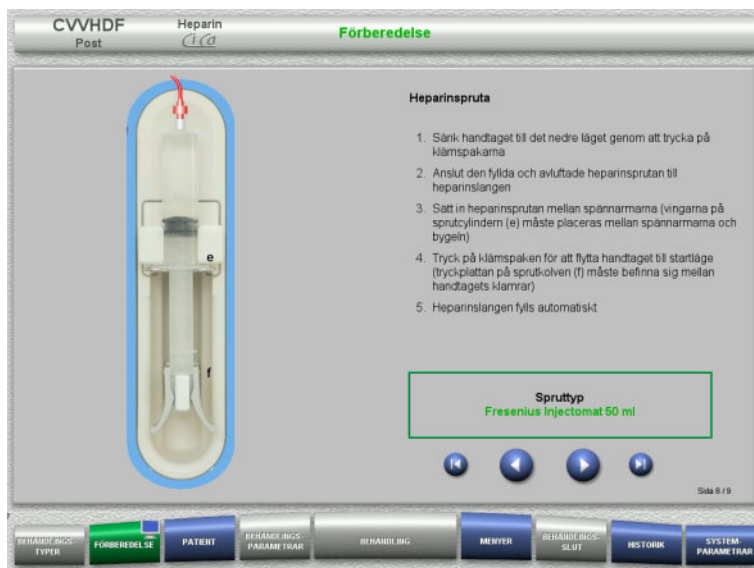 CVVHDF
Post
Heparin
CiCa
Förberedelse
Heparinspruta
1. Sänk handtaget till det nedre läget genom att trycka på
klämspakarna
2. Anslut den fyllda och avluftade heparinsprutan till
heparinslangen
3. Sätt in heparinsprutan mellan spännarmarna (vingarna på
sprutcylindern (e) måste placeras mellan spännarmarna och
bygeln)
4. Tryck på klämspaken för att flytta handtaget till startläge
(tryckplattan på sprutkolven (f) måste befinna sig mellan
handtagets klamrar)
5. Heparinslangen fylls automatiskt
e
f
Spruttyp
Fresenius Injectomat 50 ml
Sida 8 / 9
BEHANDLINGS-
TYPER
FÖRBEREDELSE
PATIENT
BEHANDLINGS-
PARAMETRAR
BEHANDLING
MENYER
BEHANDLINGS-
SLUT
HISTORIK
SYSTEM-
PARAMETRAR